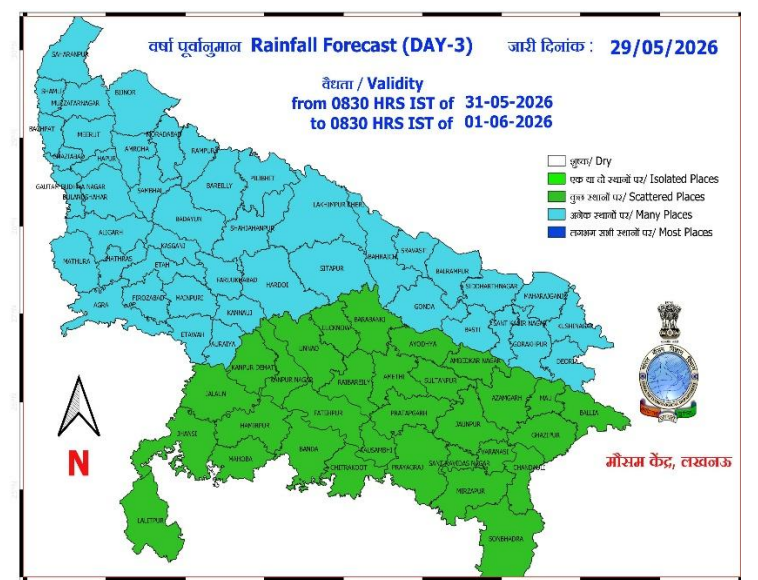 वर्षा पूर्वानुमान Rainfall Forecast (DAY-3) जारी दिनांक : 29/05/2026
वैधता / Validity
from 0830 HRS IST of 31-05-2026
to 0830 HRS IST of 01-06-2026
शुष्क/ Dry
एक या दो स्थानों पर/ Isolated Places
कुछ स्थानों पर/ Scattered Places
अनेक स्थानों पर/ Many Places
लगभग सभी स्थानों पर/ Most Places
SAHARANPUR
SHAMLI
MUZZAFARNAGAR
BIJNOR
BAGHPAT
MEERUT
GHAZIABAD
HAPUR
AMROHA
MORADABAD
RAMPUR
GAUTAM BUDDHA NAGAR
BULANDSHAHAR
SAMBHAL
BAREILLY
PILIBHIT
LAKHIMPUR KHERI
ALIGARH
BADAYUN
SHAHJAHANPUR
MATHURA
HATHRAS
KASGANJ
ETAH
FARUKHABAD
HARDOI
SITAPUR
BAHRAICH
SRAVASTI
BALRAMPUR
SIDDHARTHNAGAR
MAHARAJGANJ
AGRA
FIROZABAD
MAINPURI
KANNAUJ
GONDA
BASTI
SANT KABIR NAGAR
KUSHINAGAR
GORAKHPUR
DEORIA
ETAWAH
AURAIYA
LUCKNOW
BARABANKI
AYODHYA
AMBEDKAR NAGAR
KANPUR DEHAT
UNNAO
KANPUR NAGAR
RAIBAREILY
AMETHI
SULTANPUR
AZAMGARH
MAU
BALLIA
JALAUN
HAMIRPUR
FATEHPUR
PRATAPGARH
JAUNPUR
GHAZIPUR
JHANSI
MAHOBA
BANDA
CHITRAKOOT
KAUSAMBHI
PRAYAGRAJ
SANT RAVIDAS NAGAR
VARANASI
CHANDAULI
MIRZAPUR
LALITPUR
SONBHADRA
N
मौसम केंद्र, लखनऊ